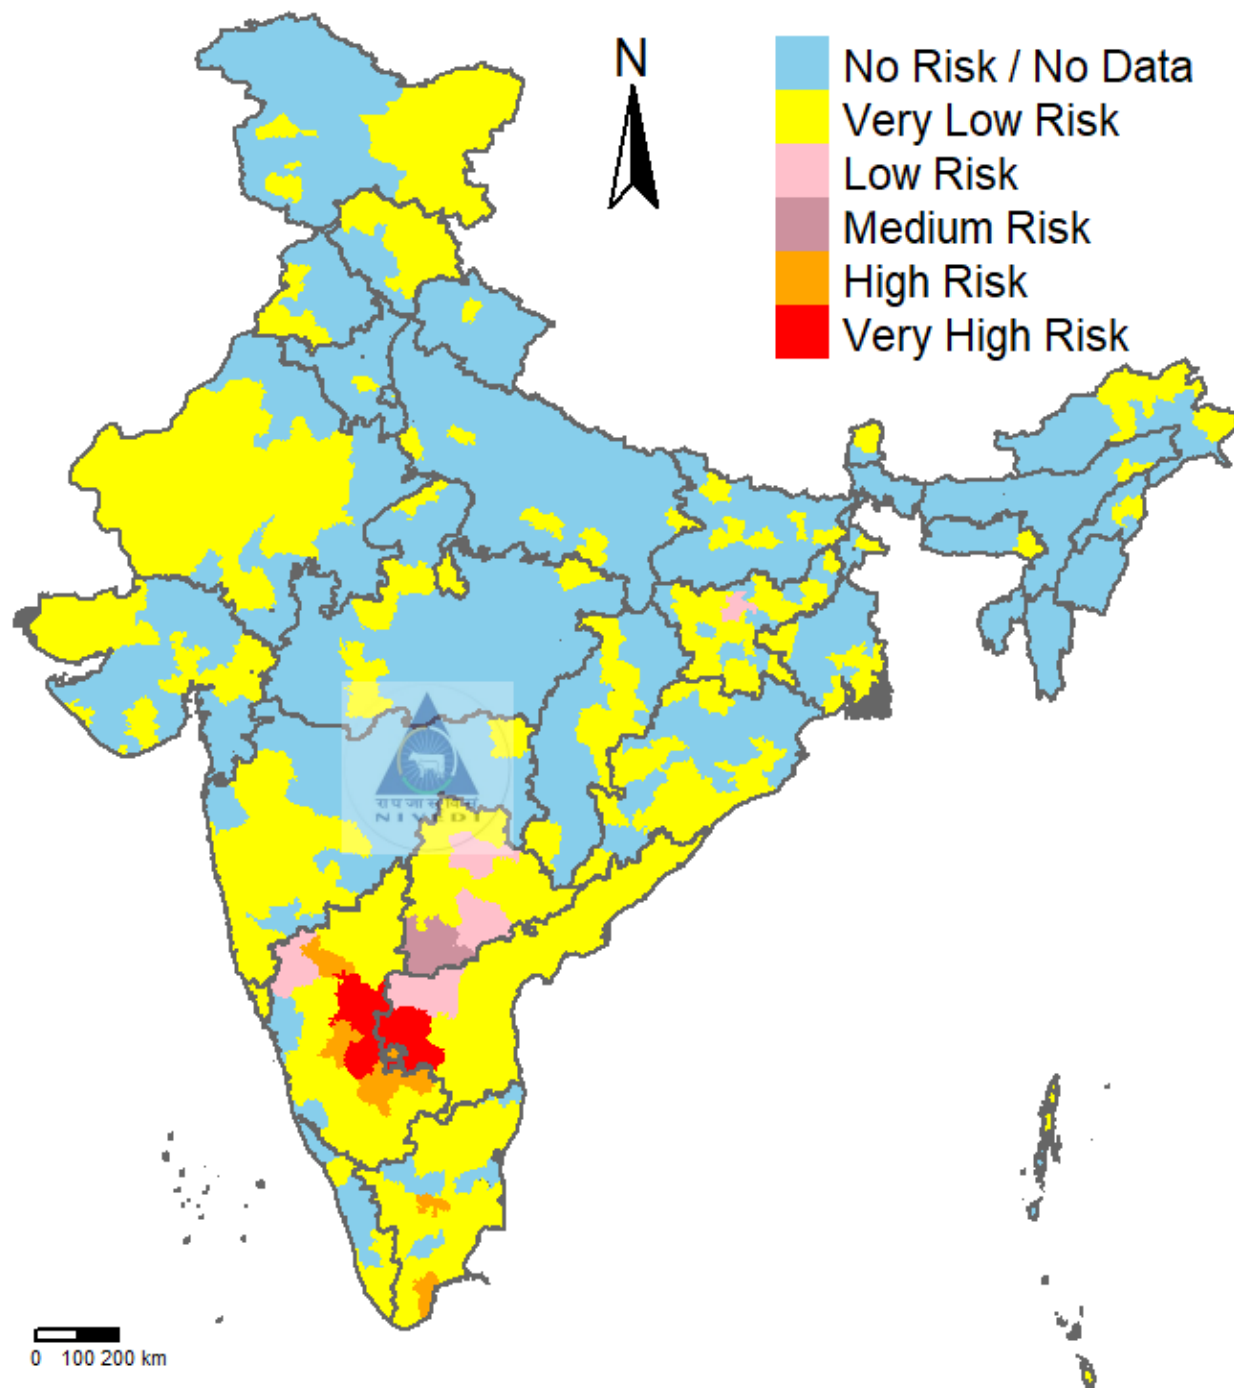 N
No Risk / No Data
Very Low Risk
Low Risk
Medium Risk
High Risk
Very High Risk
NIVEDI
0 100 200 km